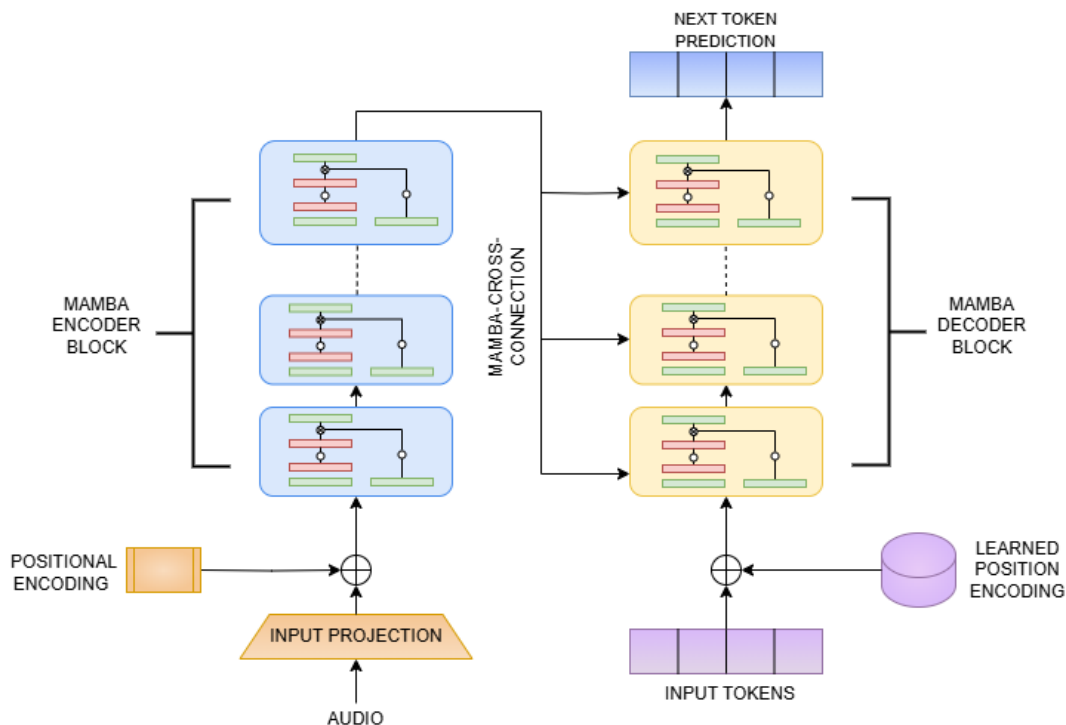 NEXT TOKEN
PREDICTION
MAMBA
ENCODER
BLOCK
MAMBA-CROSS-
CONNECTION
MAMBA
DECODER
BLOCK
POSITIONAL
ENCODING
LEARNED
POSITION
ENCODING
INPUT PROJECTION
INPUT TOKENS
AUDIO